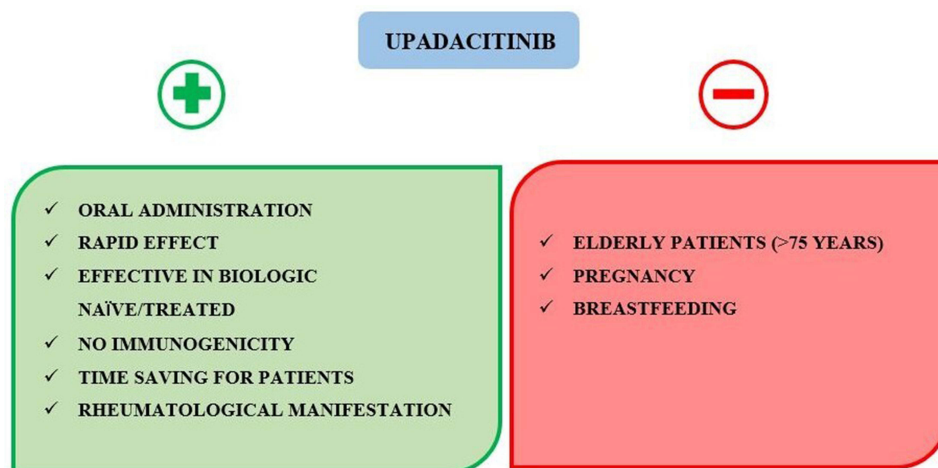 UPADACITINIB
ORAL ADMINISTRATION
RAPID EFFECT
EFFECTIVE IN BIOLOGIC
NAÏVE/TREATED
NO IMMUNOGENICITY
TIME SAVING FOR PATIENTS
RHEUMATOLOGICAL MANIFESTATION
ELDERLY PATIENTS (>75 YEARS)
PREGNANCY
BREASTFEEDING